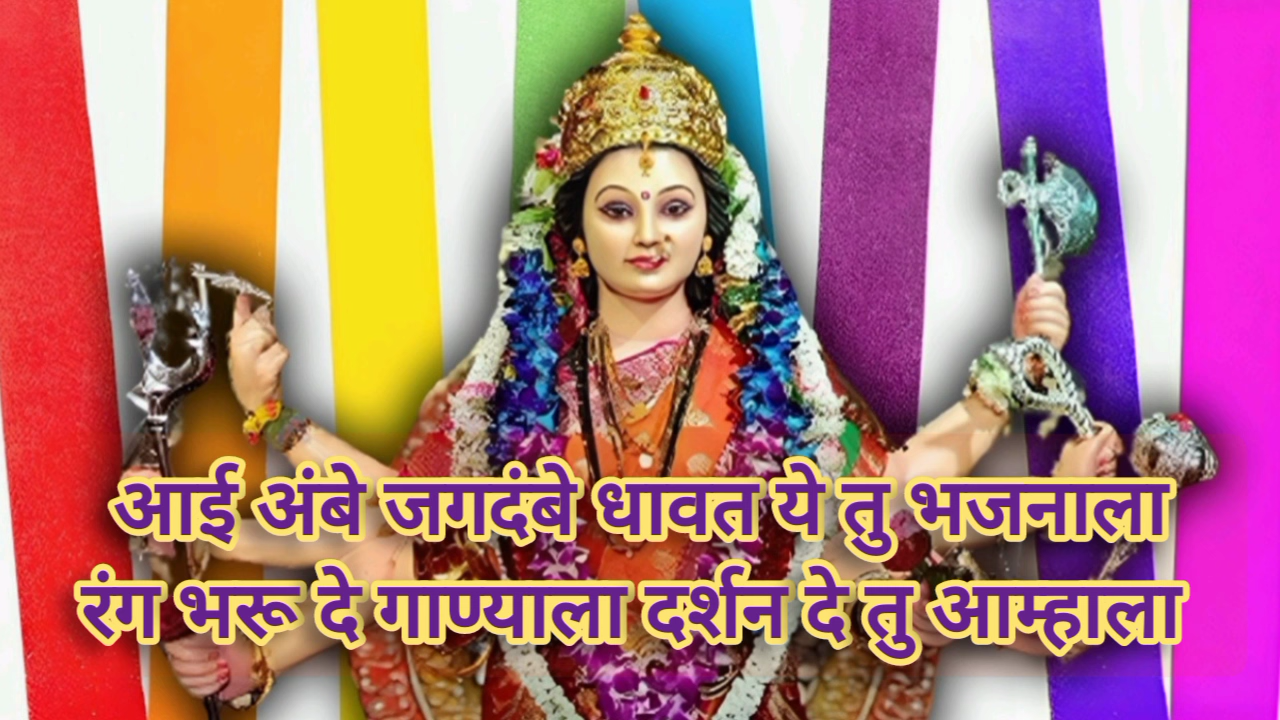 आई अंबे जगदंबे धावत ये तु भजनाला
रंग भरू दे गाण्याला दर्शन दे तु आम्हाला